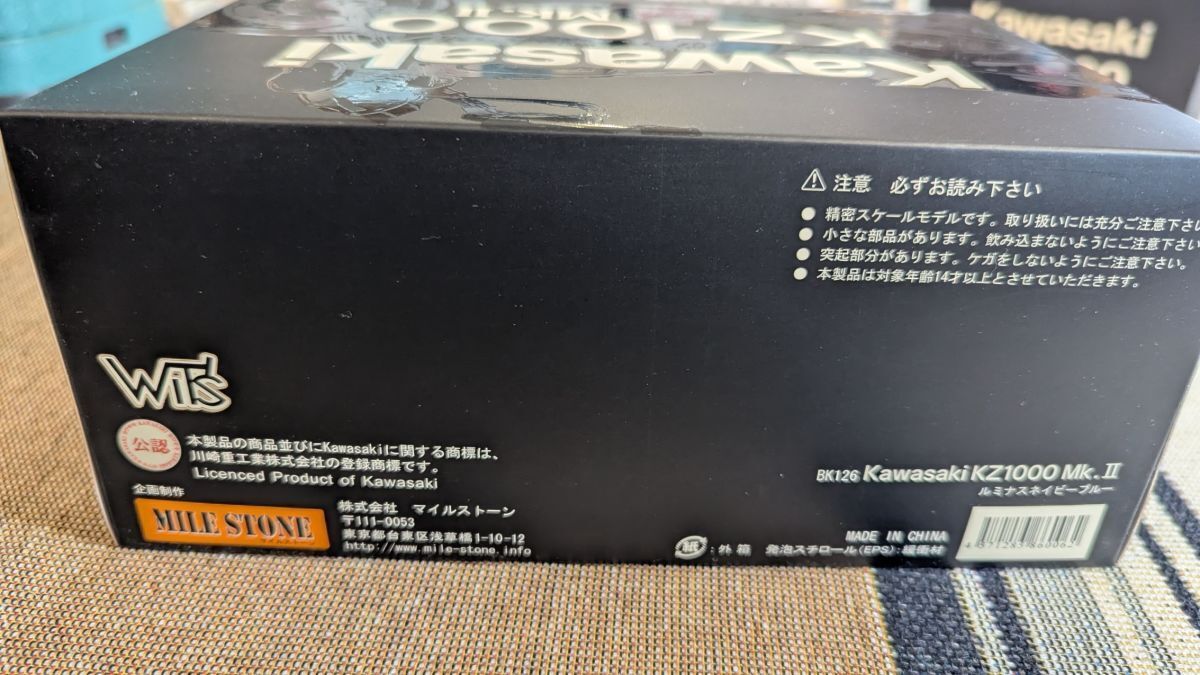 Kawasaki
KZ1000
Mk.II
Kawasaki
⚠ 注意 必ずお読み下さい
● 精密スケールモデルです。取り扱いには充分ご注意下さい
● 小さな部品があります。飲み込まないようにご注意下さい
● 突起部分があります。ケガをしないようにご注意下さい。
● 本製品は対象年齢14才以上とさせていただきます。
WiT's
公認
本製品の商品並びにKawasakiに関する商標は、
川崎重工業株式会社の登録商標です。
Licenced Product of Kawasaki
企画制作
MILE STONE
株式会社 マイルストーン
〒111-0053
東京都台東区浅草橋1-10-12
http://www.mile-stone.info
BK126 Kawasaki KZ1000 Mk.II
ルミナスネイビーブルー
MADE IN CHINA
紙:外箱 発泡スチロール(EPS):緩衝材